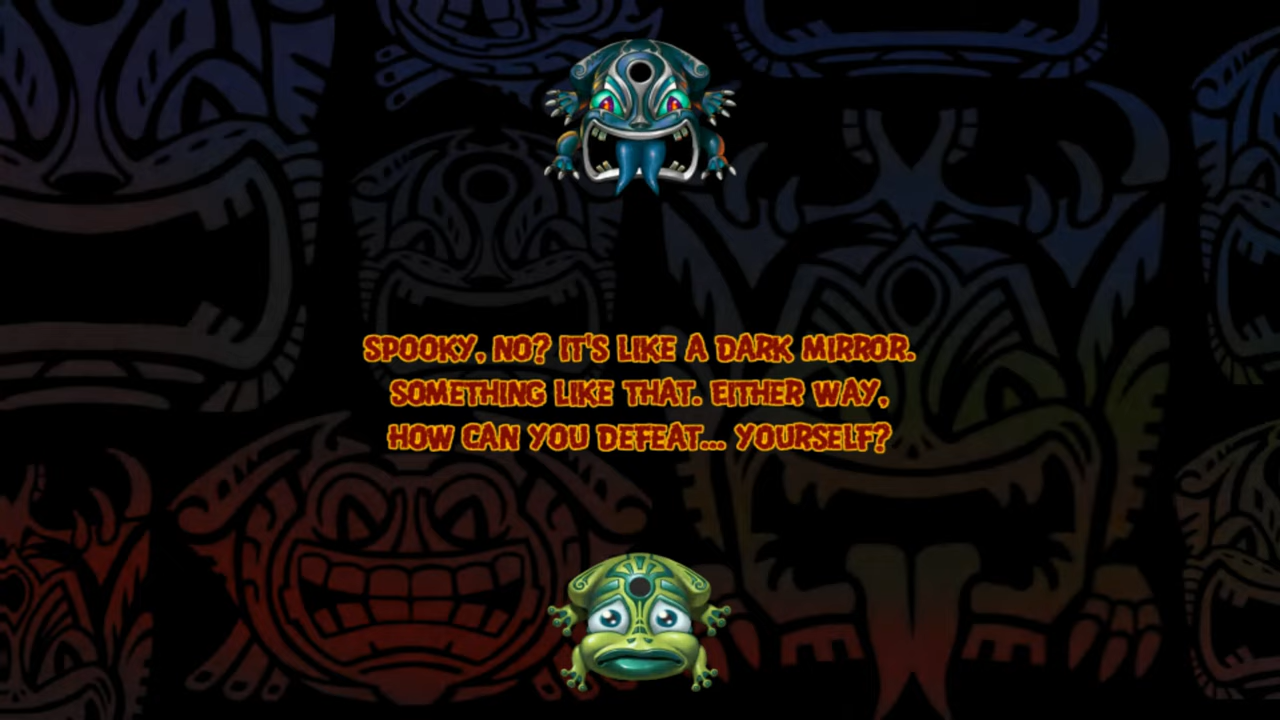 SPOOKY, NO? IT'S LIKE A DARK MIRROR.
SOMETHING LIKE THAT. EITHER WAY,
HOW CAN YOU DEFEAT... YOURSELF?